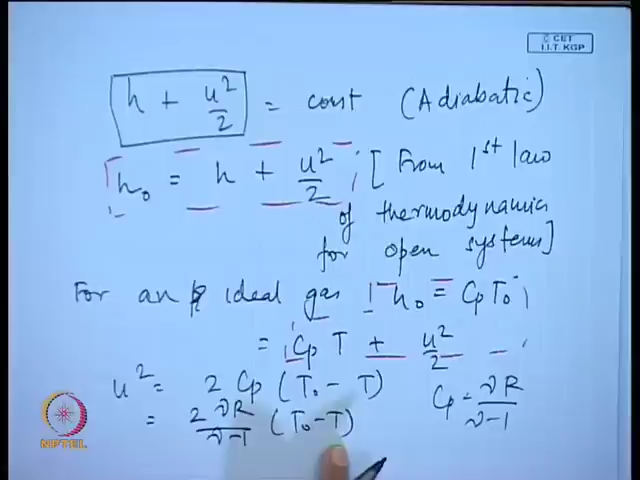 © CET
I.I.T. KGP
h + u²/2 = const (Adiabatic)
h₀ = h + u²/2 [From 1st law
of thermodynamics
for open systems]
For an ideal gas h₀ = Cp T₀
= Cp T + u²/2
u² = 2 Cp (T₀ - T) Cp = γR/γ-1
= 2γR/γ-1 (T₀-T)
NPTEL